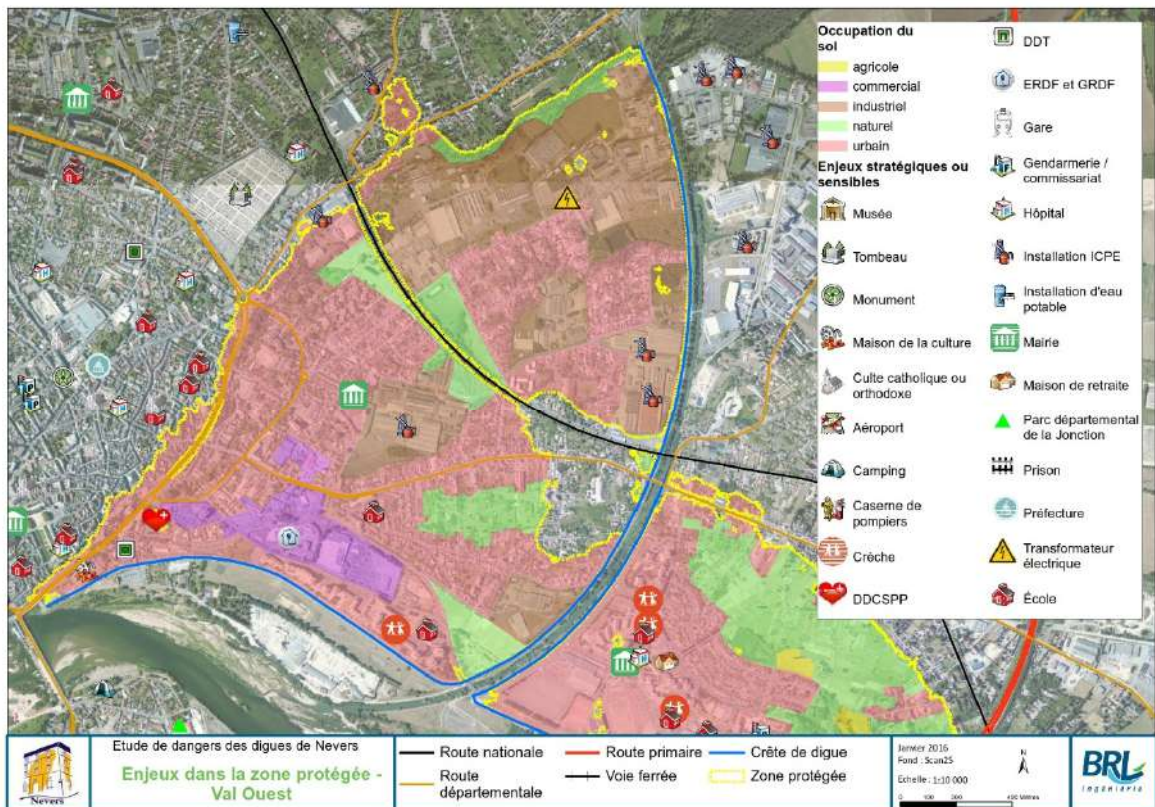 Occupation du
sol
agricole
commercial
industriel
naturel
urbain
Enjeux stratégiques ou
sensibles
Musée
Tombeau
Monument
Maison de la culture
Culte catholique ou
orthodoxe
Aéroport
Camping
Caserne de
pompiers
Crêche
DDCSPP
DDT
ERDF et GRDF
Gare
Gendarmerie /
commissariat
Hôpital
Installation ICPE
Installation d'eau
potable
Mairie
Maison de retraite
Parc départemental
de la Jonction
Prison
Préfecture
Transformateur
électrique
École
Nevers
Etude de dangers des digues de Nevers
Enjeux dans la zone protégée -
Val Ouest
Route nationale
Route
départementale
Route primaire
Voie ferrée
Crête de digue
Zone protégée
Janvier 2016
Fond : Scan25
Echelle : 1:10 000
N
BRL
Ingénierie